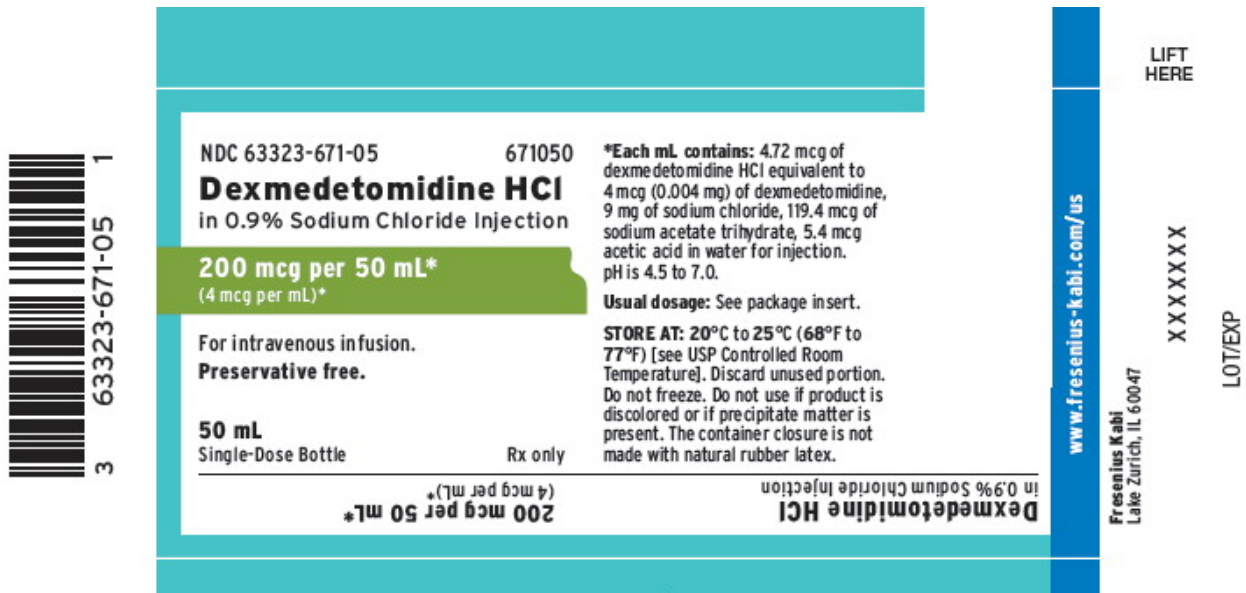 3 63323-671-05 1
NDC 63323-671-05 671050
Dexmedetomidine HCl
in 0.9% Sodium Chloride Injection
200 mcg per 50 mL*
(4 mcg per mL)*
For intravenous infusion.
Preservative free.
50 mL
Single-Dose Bottle Rx only
*Each mL contains: 4.72 mcg of
dexmedetomidine HCl equivalent to
4 mcg (0.004 mg) of dexmedetomidine,
9 mg of sodium chloride, 119.4 mcg of
sodium acetate trihydrate, 5.4 mcg
acetic acid in water for injection.
pH is 4.5 to 7.0.
Usual dosage: See package insert.
STORE AT: 20°C to 25°C (68°F to
77°F) [see USP Controlled Room
Temperature]. Discard unused portion.
Do not freeze. Do not use if product is
discolored or if precipitate matter is
present. The container closure is not
made with natural rubber latex.
Dexmedetomidine HCl
in 0.9% Sodium Chloride Injection
200 mcg per 50 mL*
(4 mcg per mL)*
www.fresenius-kabi.com/us
Fresenius Kabi
Lake Zurich, IL 60047
LIFT
HERE
XXXXXXX
LOT/EXP